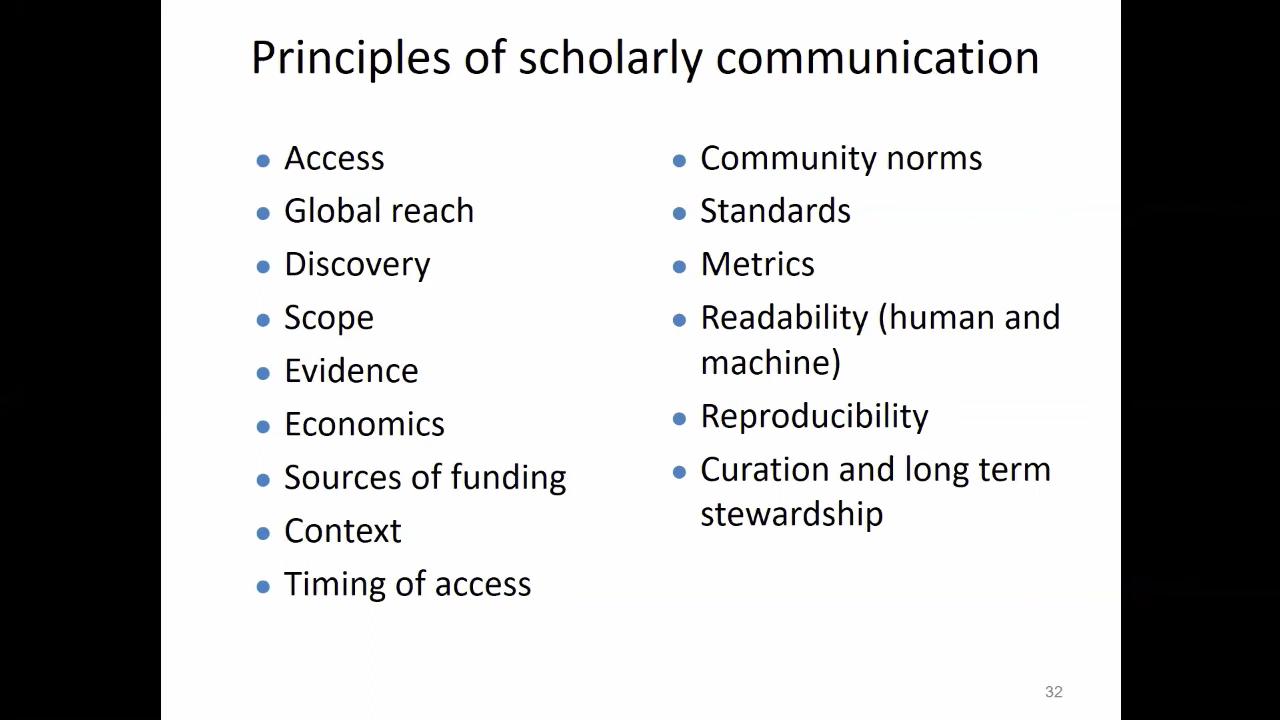 Principles of scholarly communication
● Access
● Global reach
● Discovery
● Scope
● Evidence
● Economics
● Sources of funding
● Context
● Timing of access
● Community norms
● Standards
● Metrics
● Readability (human and
machine)
● Reproducibility
● Curation and long term
stewardship
32